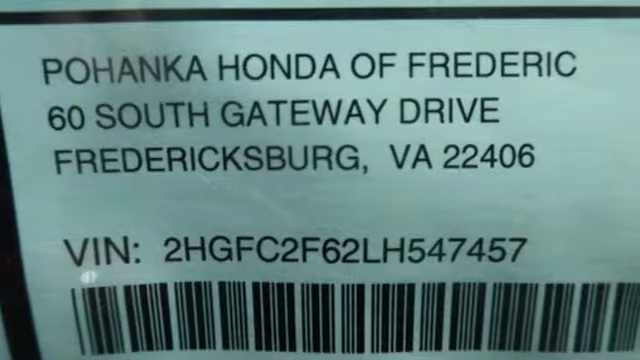 POHANKA HONDA OF FREDERIC
60 SOUTH GATEWAY DRIVE
FREDERICKSBURG, VA 22406
VIN: 2HGFC2F62LH547457